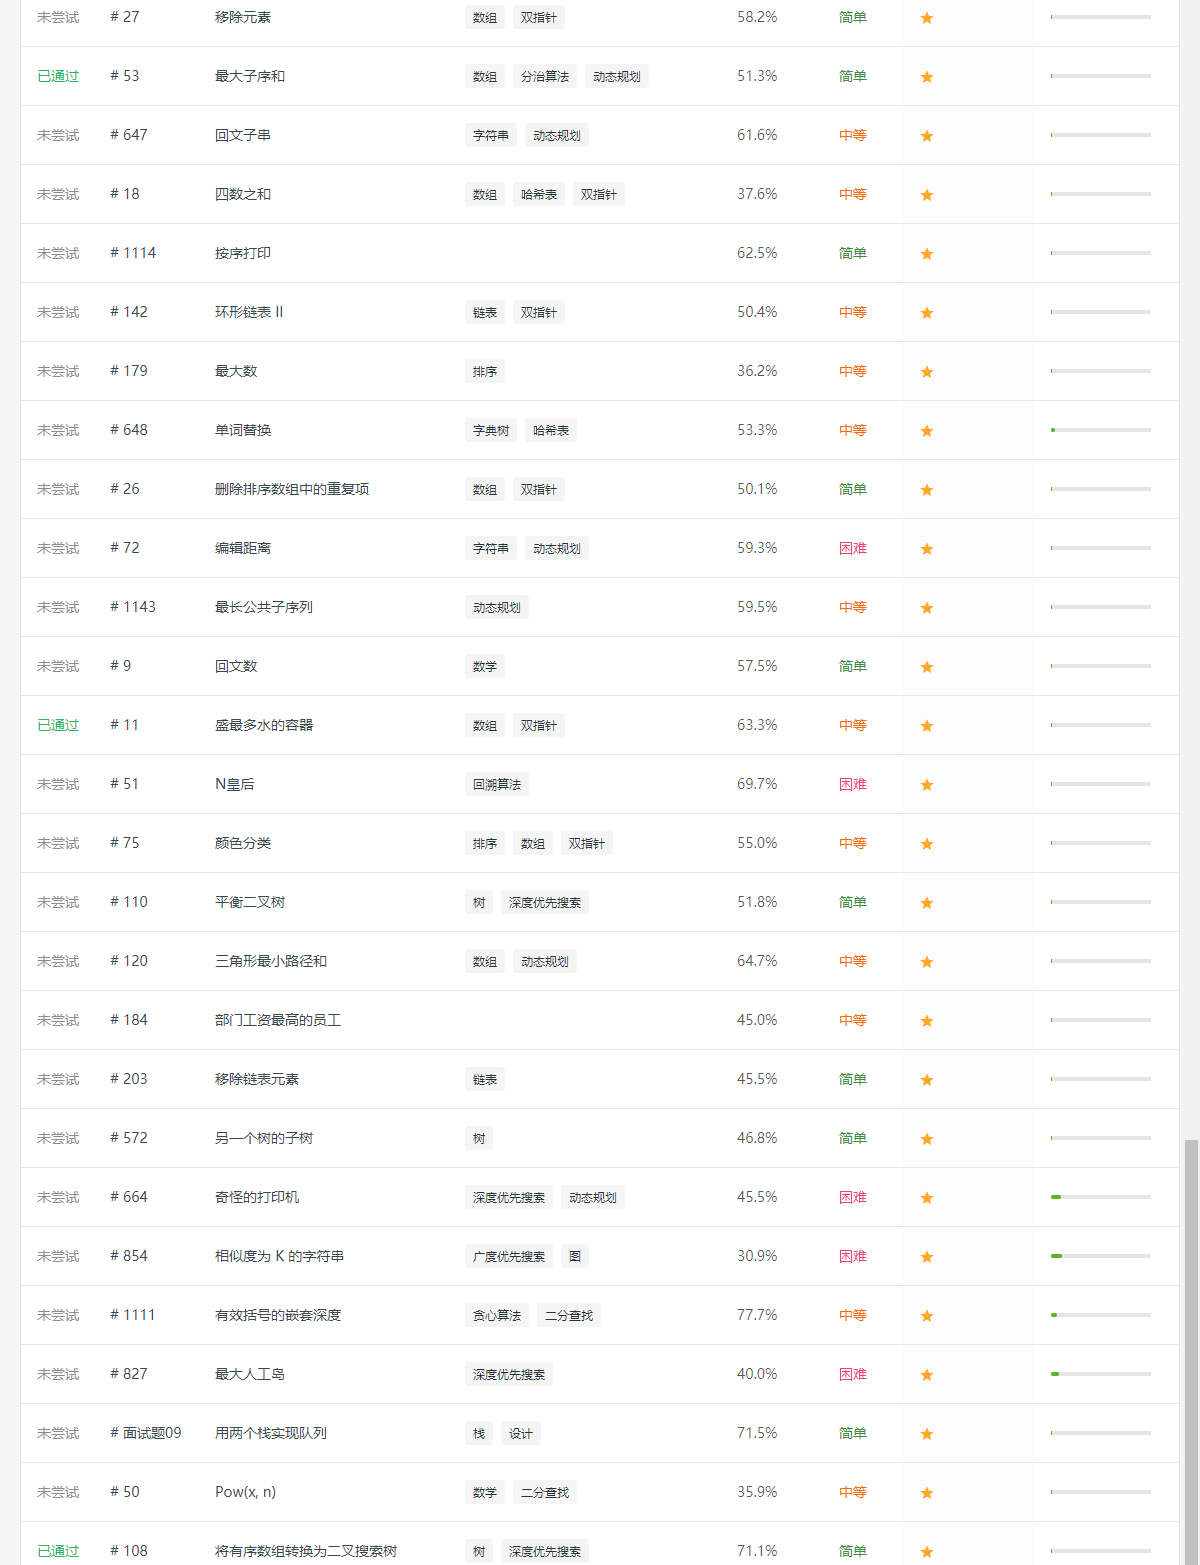 未尝试 # 27 移除元素 数组 双指针 58.2% 简单
已通过 # 53 最大子序和 数组 分治算法 动态规划 51.3% 简单
未尝试 # 647 回文子串 字符串 动态规划 61.6% 中等
未尝试 # 18 四数之和 数组 哈希表 双指针 37.6% 中等
未尝试 # 1114 按序打印 62.5% 简单
未尝试 # 142 环形链表 II 链表 双指针 50.4% 中等
未尝试 # 179 最大数 排序 36.2% 中等
未尝试 # 648 单词替换 字典树 哈希表 53.3% 中等
未尝试 # 26 删除排序数组中的重复项 数组 双指针 50.1% 简单
未尝试 # 72 编辑距离 字符串 动态规划 59.3% 困难
未尝试 # 1143 最长公共子序列 动态规划 59.5% 中等
未尝试 # 9 回文数 数学 57.5% 简单
已通过 # 11 盛最多水的容器 数组 双指针 63.3% 中等
未尝试 # 51 N皇后 回溯算法 69.7% 困难
未尝试 # 75 颜色分类 排序 数组 双指针 55.0% 中等
未尝试 # 110 平衡二叉树 树 深度优先搜索 51.8% 简单
未尝试 # 120 三角形最小路径和 数组 动态规划 64.7% 中等
未尝试 # 184 部门工资最高的员工 45.0% 中等
未尝试 # 203 移除链表元素 链表 45.5% 简单
未尝试 # 572 另一个树的子树 树 46.8% 简单
未尝试 # 664 奇怪的打印机 深度优先搜索 动态规划 45.5% 困难
未尝试 # 854 相似度为 K 的字符串 广度优先搜索 图 30.9% 困难
未尝试 # 1111 有效括号的嵌套深度 贪心算法 二分查找 77.7% 中等
未尝试 # 827 最大人工岛 深度优先搜索 40.0% 困难
未尝试 # 面试题09 用两个栈实现队列 栈 设计 71.5% 简单
未尝试 # 50 Pow(x, n) 数学 二分查找 35.9% 中等
已通过 # 108 将有序数组转换为二叉搜索树 树 深度优先搜索 71.1% 简单